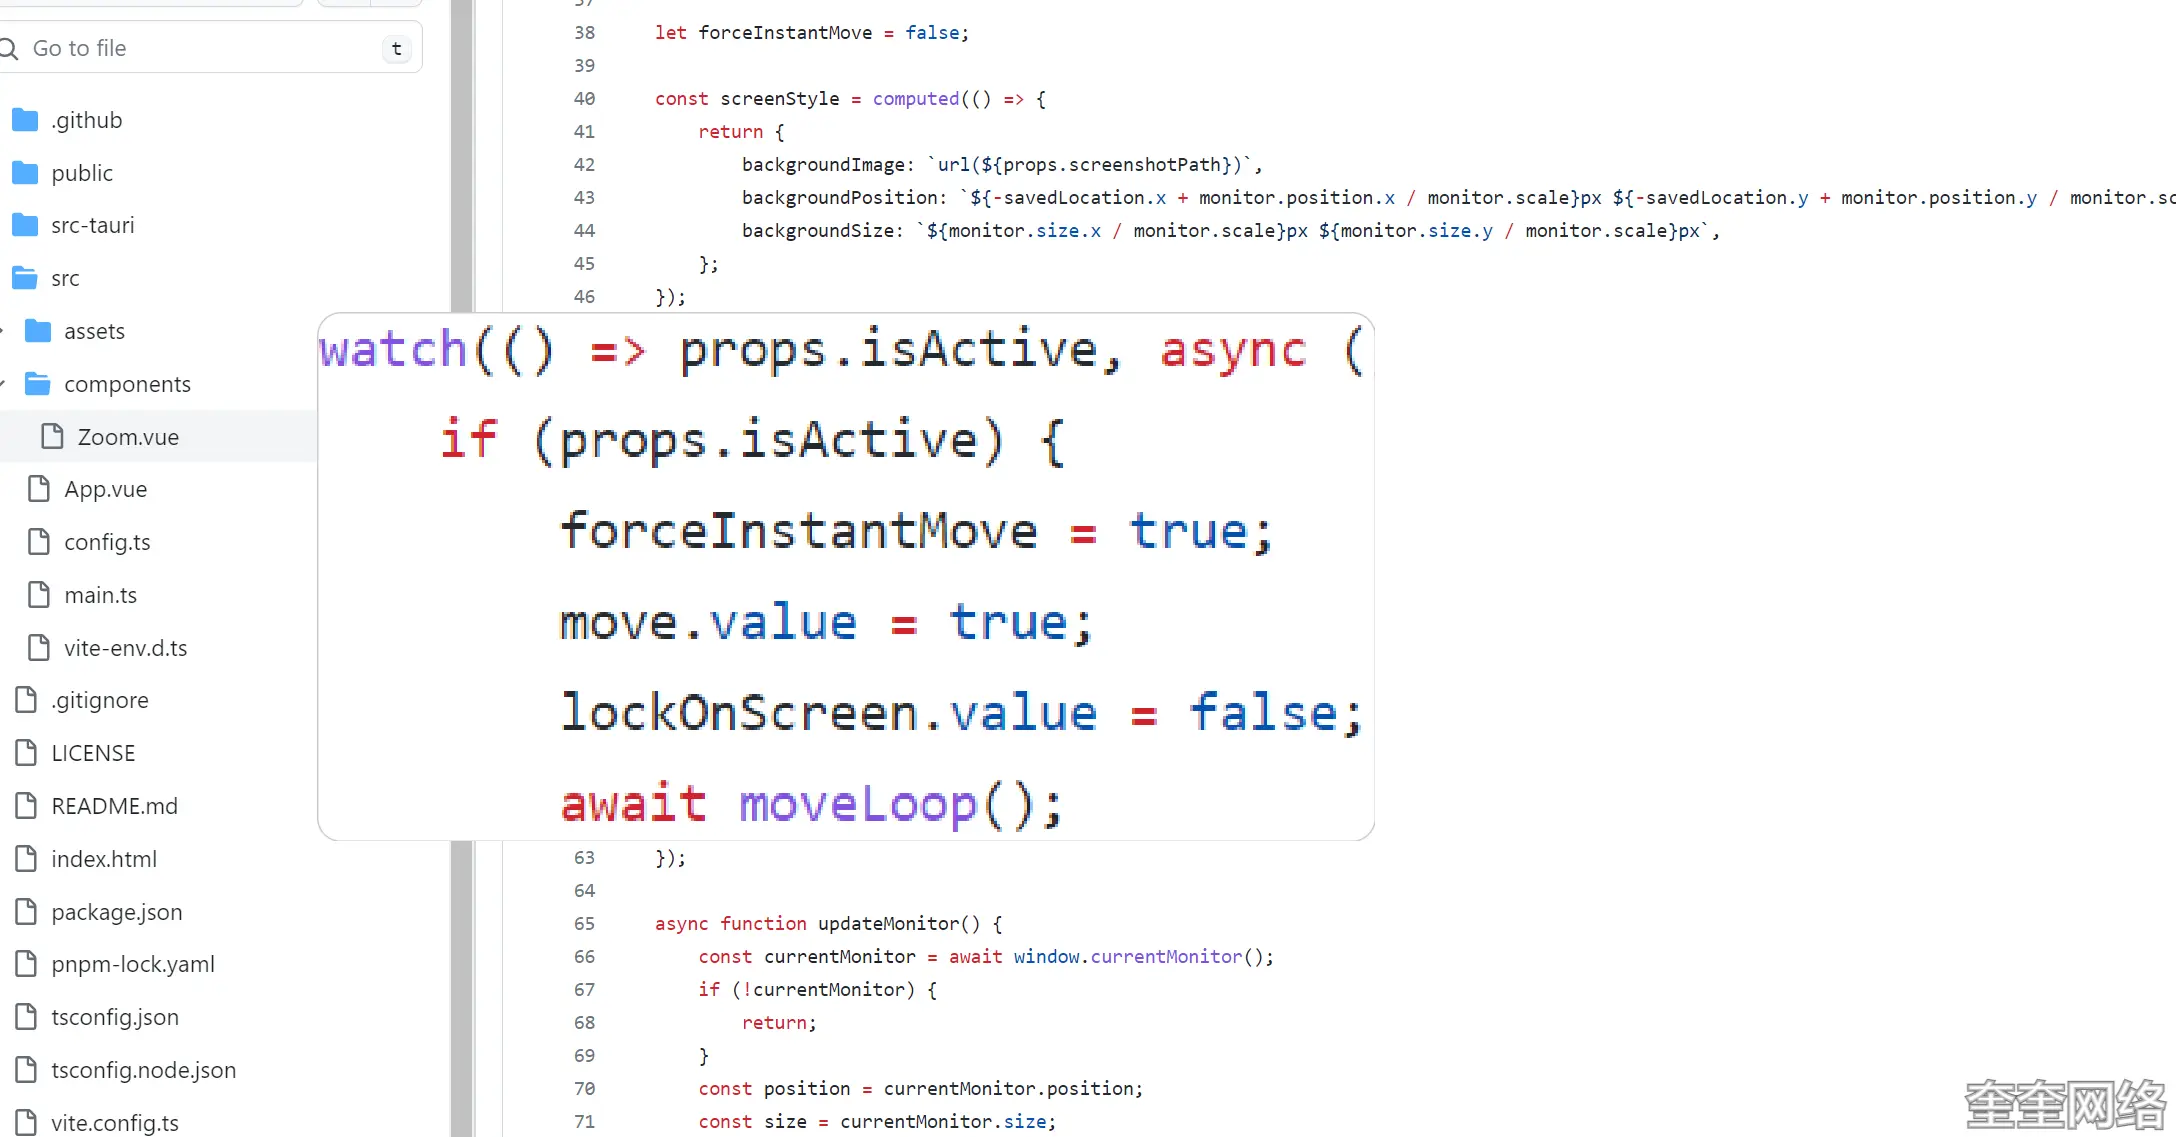 Go to file
t
.github
public
src-tauri
src
assets
components
Zoom.vue
App.vue
config.ts
main.ts
vite-env.d.ts
.gitignore
LICENSE
README.md
index.html
package.json
pnpm-lock.yaml
tsconfig.json
tsconfig.node.json
vite.config.ts
37
38 let forceInstantMove = false;
39
40 const screenStyle = computed(() => {
41 return {
42 backgroundImage: `url(${props.screenshotPath})`,
43 backgroundPosition: `${-savedLocation.x + monitor.position.x / monitor.scale}px ${-savedLocation.y + monitor.position.y / monitor.sc
44 backgroundSize: `${monitor.size.x / monitor.scale}px ${monitor.size.y / monitor.scale}px`,
45 };
46 });
watch(() => props.isActive, async (
if (props.isActive) {
forceInstantMove = true;
move.value = true;
lockOnScreen.value = false;
await moveLoop();
63 });
64
65 async function updateMonitor() {
66 const currentMonitor = await window.currentMonitor();
67 if (!currentMonitor) {
68 return;
69 }
70 const position = currentMonitor.position;
71 const size = currentMonitor.size;
奎奎网络